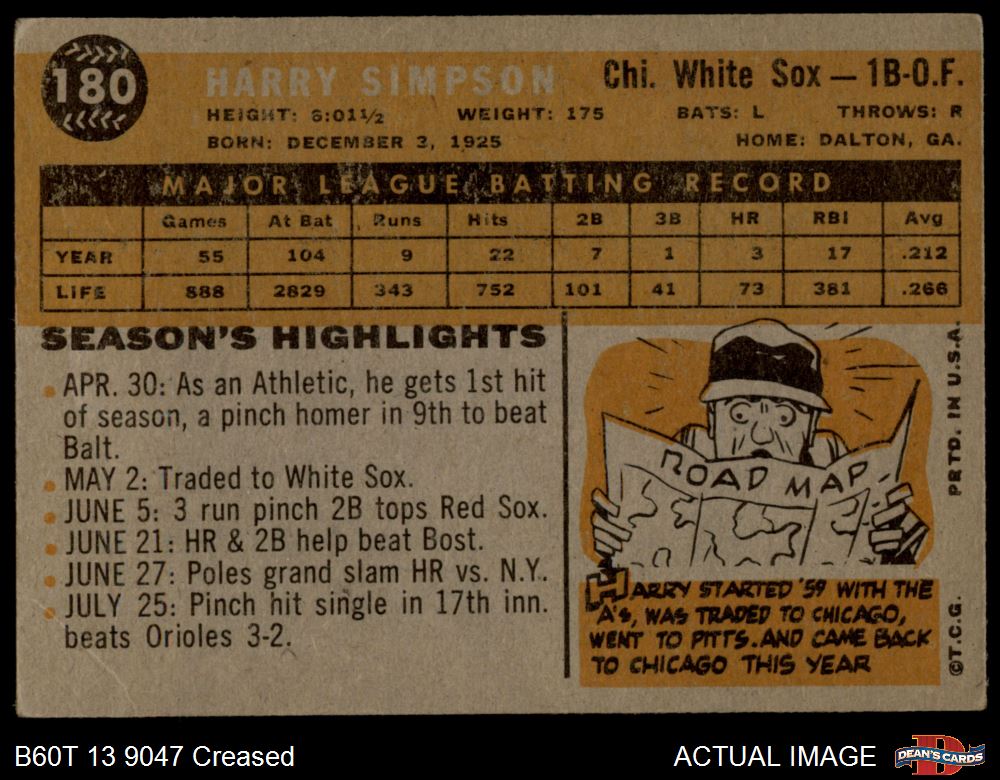 180
HARRY SIMPSON
Chi. White Sox — 1B-O.F.
HEIGHT: 6:01½ WEIGHT: 175 BATS: L THROWS: R
BORN: DECEMBER 3, 1925 HOME: DALTON, GA.
MAJOR LEAGUE BATTING RECORD
Games At Bat Runs Hits 2B 3B HR RBI Avg
YEAR 55 104 9 22 7 1 3 17 .212
LIFE 888 2829 343 752 101 41 73 381 .266
SEASON'S HIGHLIGHTS
APR. 30: As an Athletic, he gets 1st hit
of season, a pinch homer in 9th to beat
Balt.
MAY 2: Traded to White Sox.
JUNE 5: 3 run pinch 2B tops Red Sox.
JUNE 21: HR & 2B help beat Bost.
JUNE 27: Poles grand slam HR vs. N.Y.
JULY 25: Pinch hit single in 17th inn.
beats Orioles 3-2.
ROAD MAP
HARRY STARTED '59 WITH THE
A's, WAS TRADED TO CHICAGO,
WENT TO PITTS. AND CAME BACK
TO CHICAGO THIS YEAR
©T.C.G. PRTD. IN U.S.A.
B60T 13 9047 Creased
ACTUAL IMAGE
DEAN'S CARDS